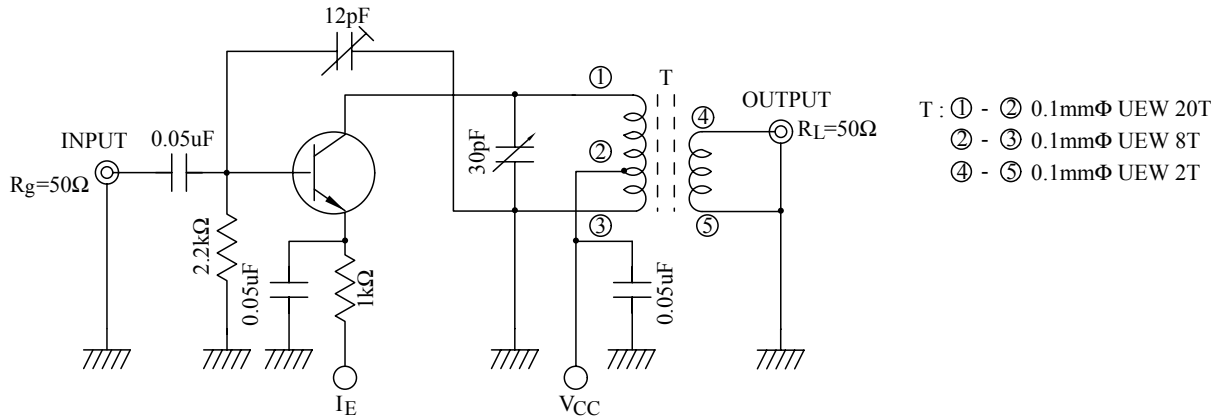 12pF
INPUT
0.05uF
Rg=50Ω
2.2kΩ
0.05uF
1kΩ
IE
30pF
①
②
③
T
④
⑤
OUTPUT
RL=50Ω
0.05uF
VCC
T : ① - ② 0.1mmΦ UEW 20T
② - ③ 0.1mmΦ UEW 8T
④ - ⑤ 0.1mmΦ UEW 2T